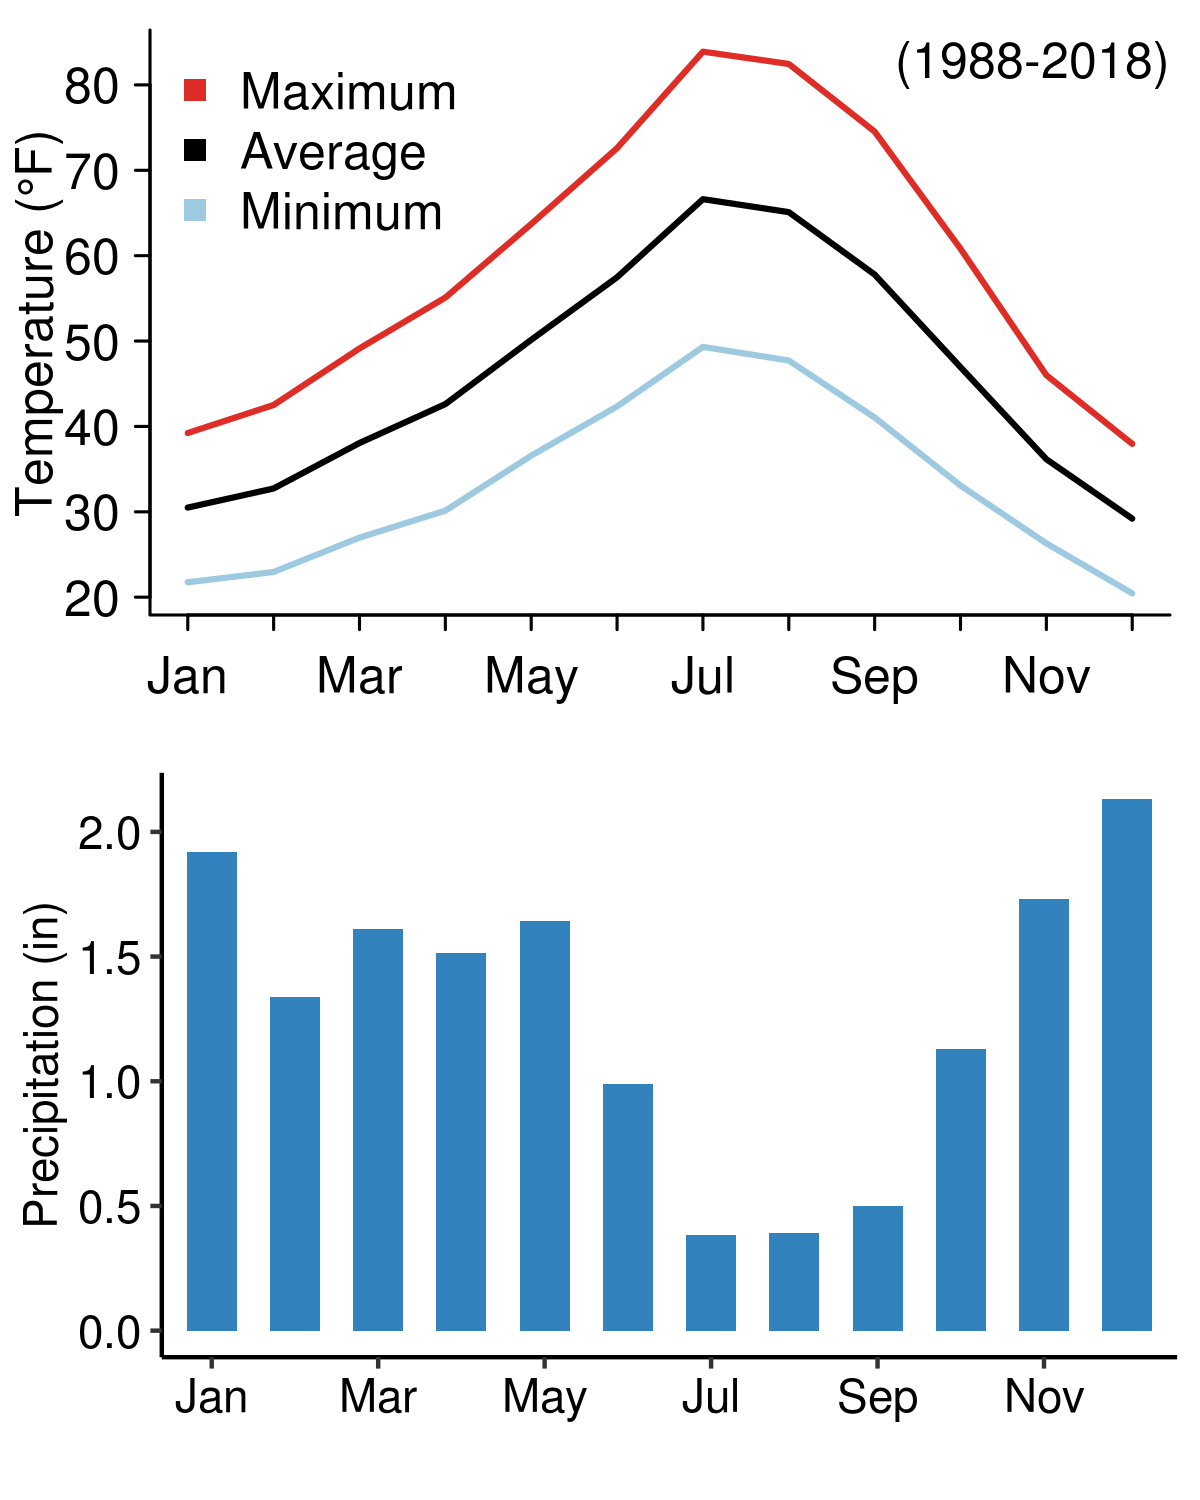 (1988-2018)
Maximum
Average
Minimum
Temperature (°F)
80
70
60
50
40
30
20
Jan Mar May Jul Sep Nov
Precipitation (in)
2.0
1.5
1.0
0.5
0.0
Jan Mar May Jul Sep Nov